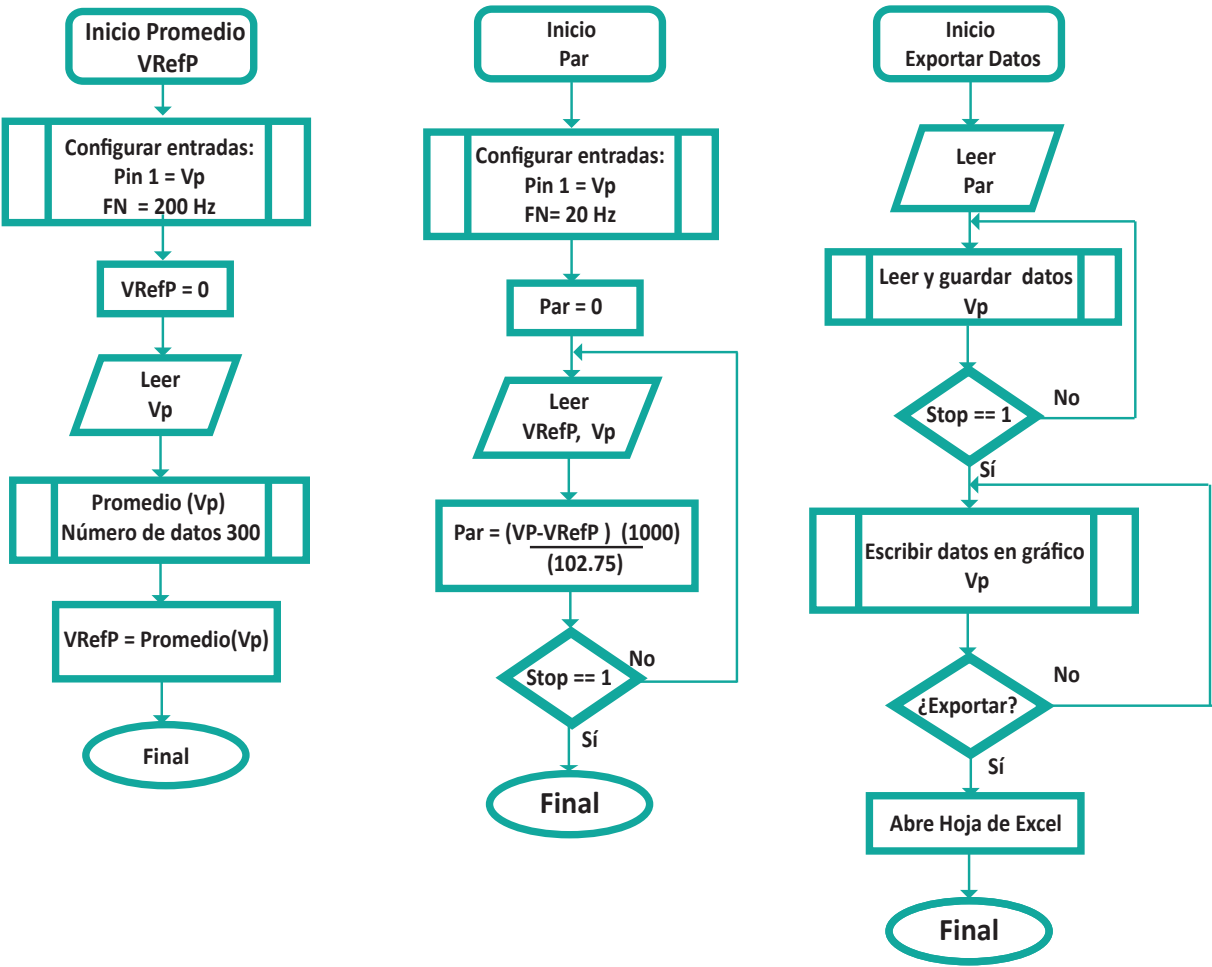 Inicio Promedio
VRefP
Configurar entradas:
Pin 1 = Vp
FN = 200 Hz
VRefP = 0
Leer
Vp
Promedio (Vp)
Número de datos 300
VRefP = Promedio(Vp)
Final
Inicio
Par
Configurar entradas:
Pin 1 = Vp
FN= 20 Hz
Par = 0
Leer
VRefP, Vp
Par = (VP-VRefP ) (1000)
(102.75)
Stop == 1
No
Sí
Final
Inicio
Exportar Datos
Leer
Par
Leer y guardar datos
Vp
Stop == 1
No
Sí
Escribir datos en gráfico
Vp
¿Exportar?
No
Sí
Abre Hoja de Excel
Final